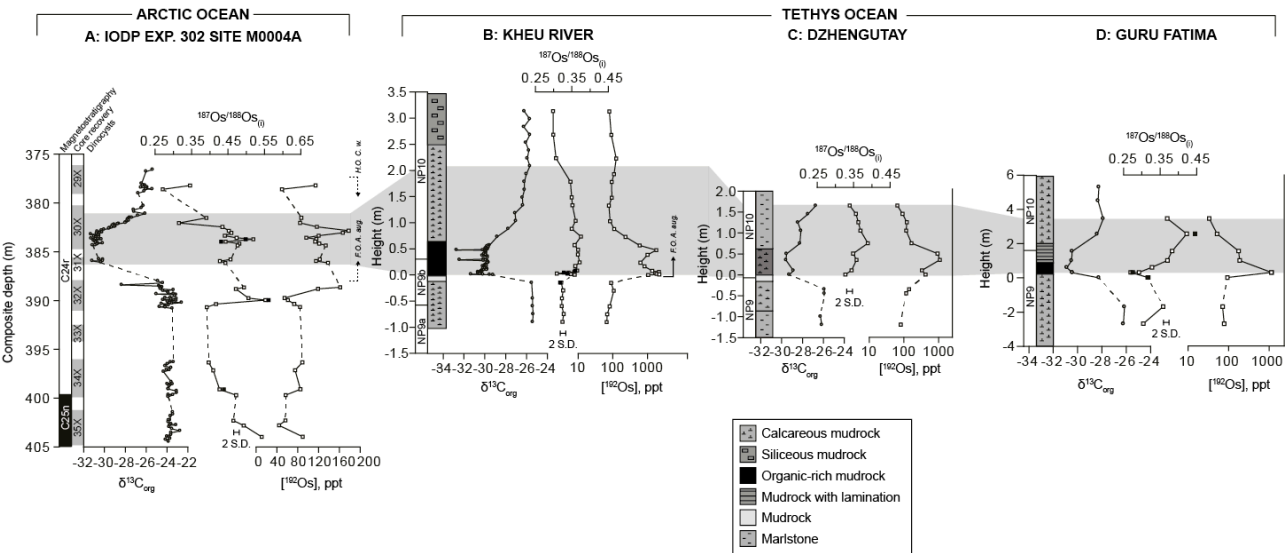 ARCTIC OCEAN
A: IODP EXP. 302 SITE M0004A
TETHYS OCEAN
B: KHEU RIVER
C: DZHENGUTAY
D: GURU FATIMA
Magnetostratigraphy
Core recovery
Dinocysts
187Os/188Os(i)
0.25 0.35 0.45 0.55 0.65
Composite depth (m)
375
380
385
390
395
400
405
C24r
C25n
29X
30X
31X
32X
33X
34X
35X
H.O. C. w.
F.O. A. aug.
2 S.D.
-32 -30 -28 -26 -24 -22
δ13Corg
0 40 80 120 160 200
[192Os], ppt
187Os/188Os(i)
0.25 0.35 0.45
Height (m)
3.5
3.0
2.5
2.0
1.5
1.0
0.5
0.0
-0.5
-1.0
-1.5
NP10
NP9b
NP9a
F.O. A. aug.
2 S.D.
-34 -32 -30 -28 -26 -24
δ13Corg
10 100 1000
[192Os], ppt
187Os/188Os(i)
0.25 0.35 0.45
Height (m)
2.0
1.5
1.0
0.5
0.0
-0.5
-1.0
-1.5
NP10
NP9
2 S.D.
-32 -30 -28 -26 -24
δ13Corg
10 100 1000
[192Os], ppt
187Os/188Os(i)
0.25 0.35 0.45
Height (m)
6
4
2
0
-2
-4
NP10
NP9
2 S.D.
-34 -32 -30 -28 -26 -24 -22
δ13Corg
10 100 1000
[192Os], ppt
Calcareous mudrock
Siliceous mudrock
Organic-rich mudrock
Mudrock with lamination
Mudrock
Marlstone